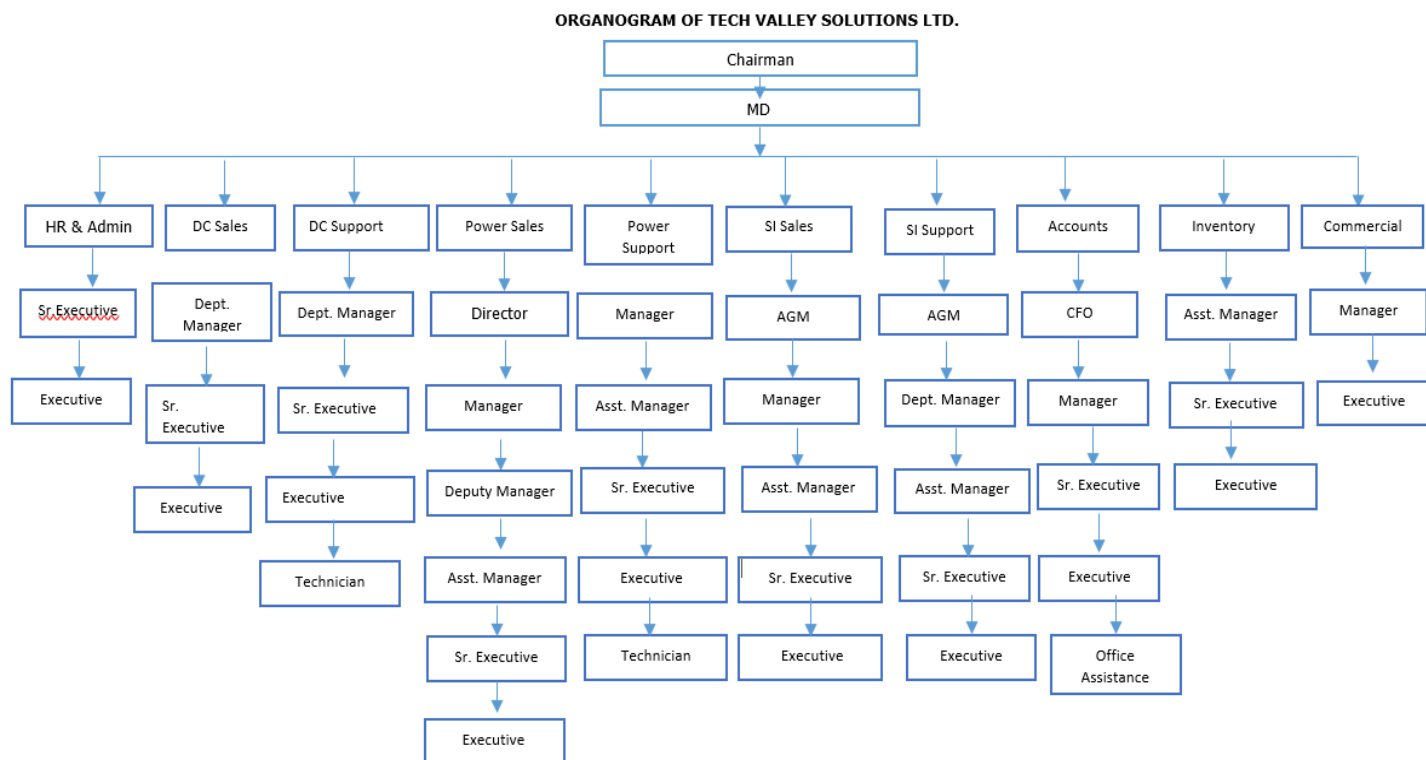 ORGANOGRAM OF TECH VALLEY SOLUTIONS LTD.
Chairman
MD
HR & Admin
DC Sales
DC Support
Power Sales
Power
Support
SI Sales
SI Support
Accounts
Inventory
Commercial
Sr.Executive
Dept.
Manager
Dept. Manager
Director
Manager
AGM
AGM
CFO
Asst. Manager
Manager
Executive
Sr.
Executive
Sr. Executive
Manager
Asst. Manager
Manager
Dept. Manager
Manager
Sr. Executive
Executive
Executive
Executive
Deputy Manager
Sr. Executive
Asst. Manager
Asst. Manager
Sr. Executive
Executive
Technician
Asst. Manager
Executive
Sr. Executive
Sr. Executive
Executive
Sr. Executive
Technician
Executive
Executive
Office
Assistance
Executive